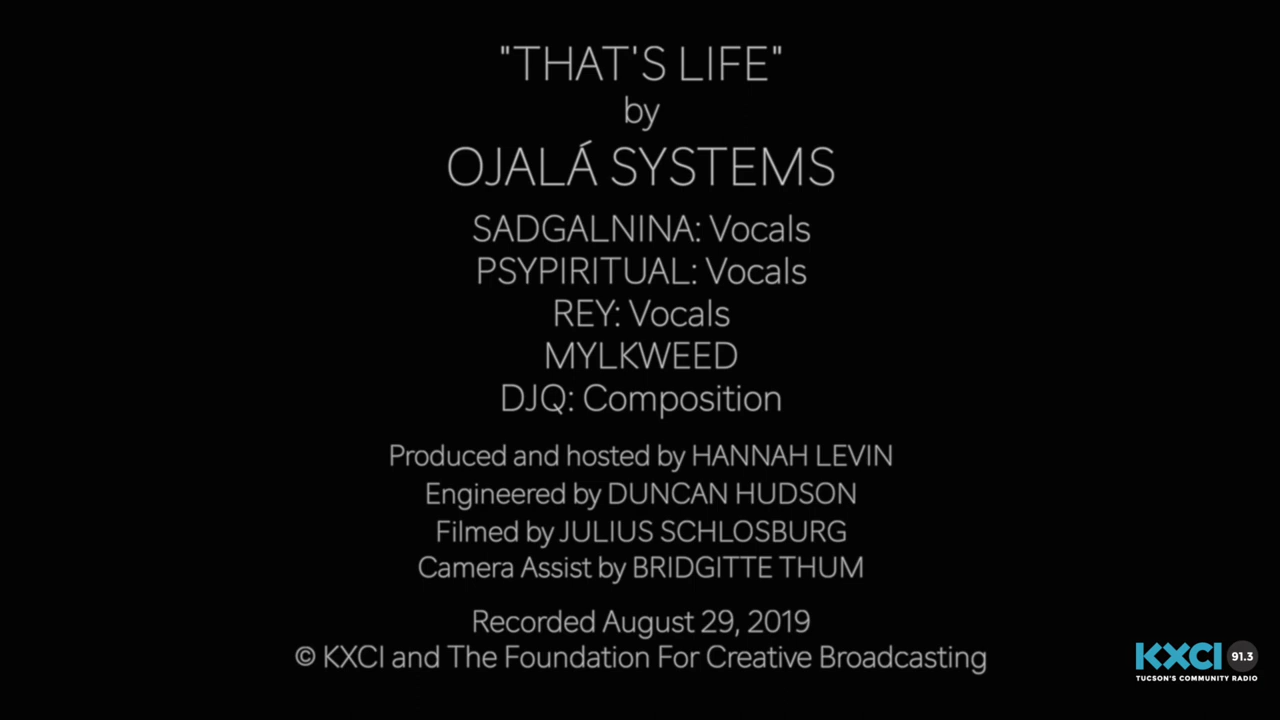 "THAT'S LIFE"
by
OJALÁ SYSTEMS
SADGALNINA: Vocals
PSYPIRITUAL: Vocals
REY: Vocals
MYLKWEED
DJQ: Composition
Produced and hosted by HANNAH LEVIN
Engineered by DUNCAN HUDSON
Filmed by JULIUS SCHLOSBURG
Camera Assist by BRIDGITTE THUM
Recorded August 29, 2019
© KXCI and The Foundation For Creative Broadcasting
KXCI 91.3
TUCSON'S COMMUNITY RADIO